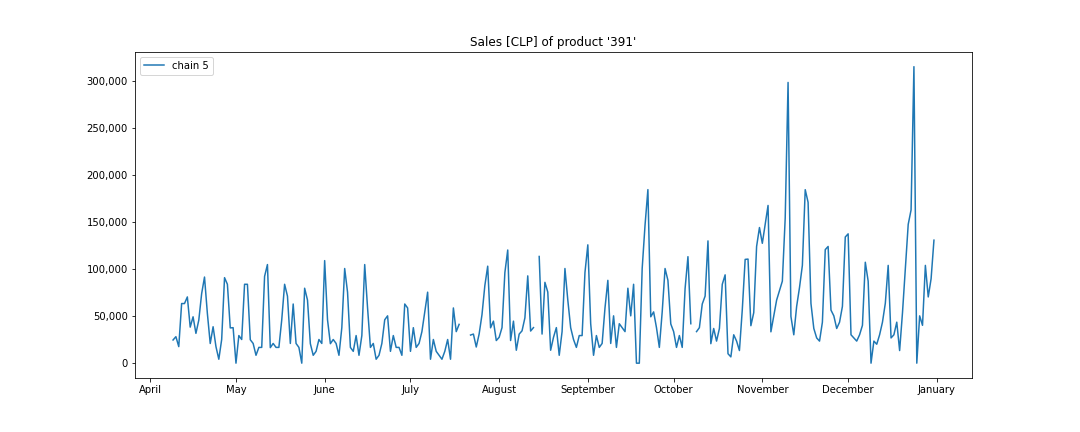 Sales [CLP] of product '391'
chain 5
300,000
250,000
200,000
150,000
100,000
50,000
0
April May June July August September October November December January